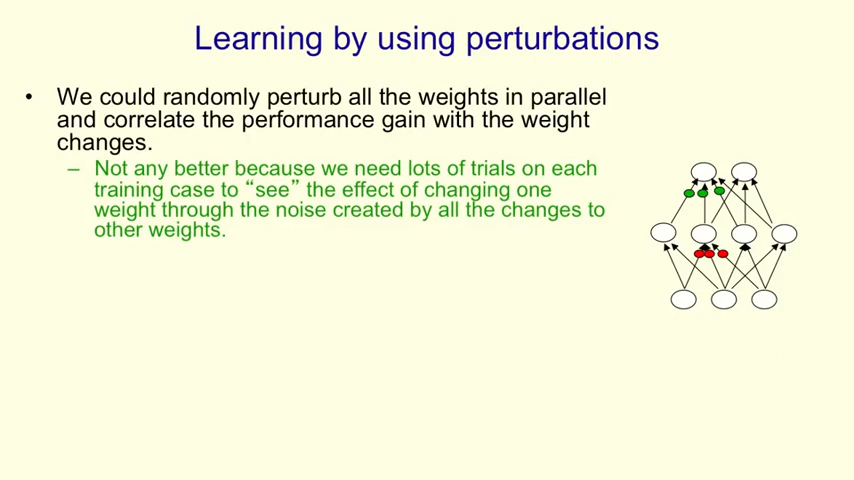 Learning by using perturbations
• We could randomly perturb all the weights in parallel
and correlate the performance gain with the weight
changes.
– Not any better because we need lots of trials on each
training case to “see” the effect of changing one
weight through the noise created by all the changes to
other weights.